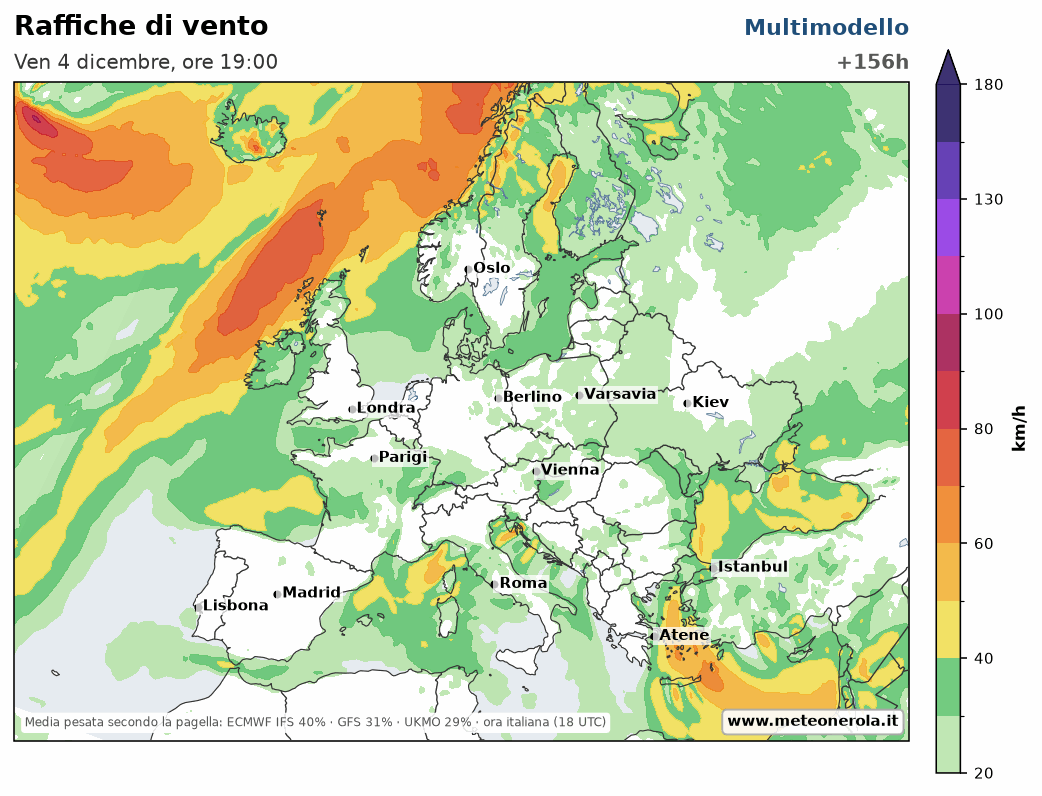 Raffiche di vento
Multimodello
Ven 4 dicembre, ore 19:00
+156h
180
130
100
80
60
40
20
km/h
Oslo
Berlino
Varsavia
Kiev
Londra
Parigi
Vienna
Istanbul
Roma
Madrid
Lisbona
Atene
Media pesata secondo la pagella: ECMWF IFS 40% · GFS 31% · UKMO 29% · ora italiana (18 UTC)
www.meteonerola.it